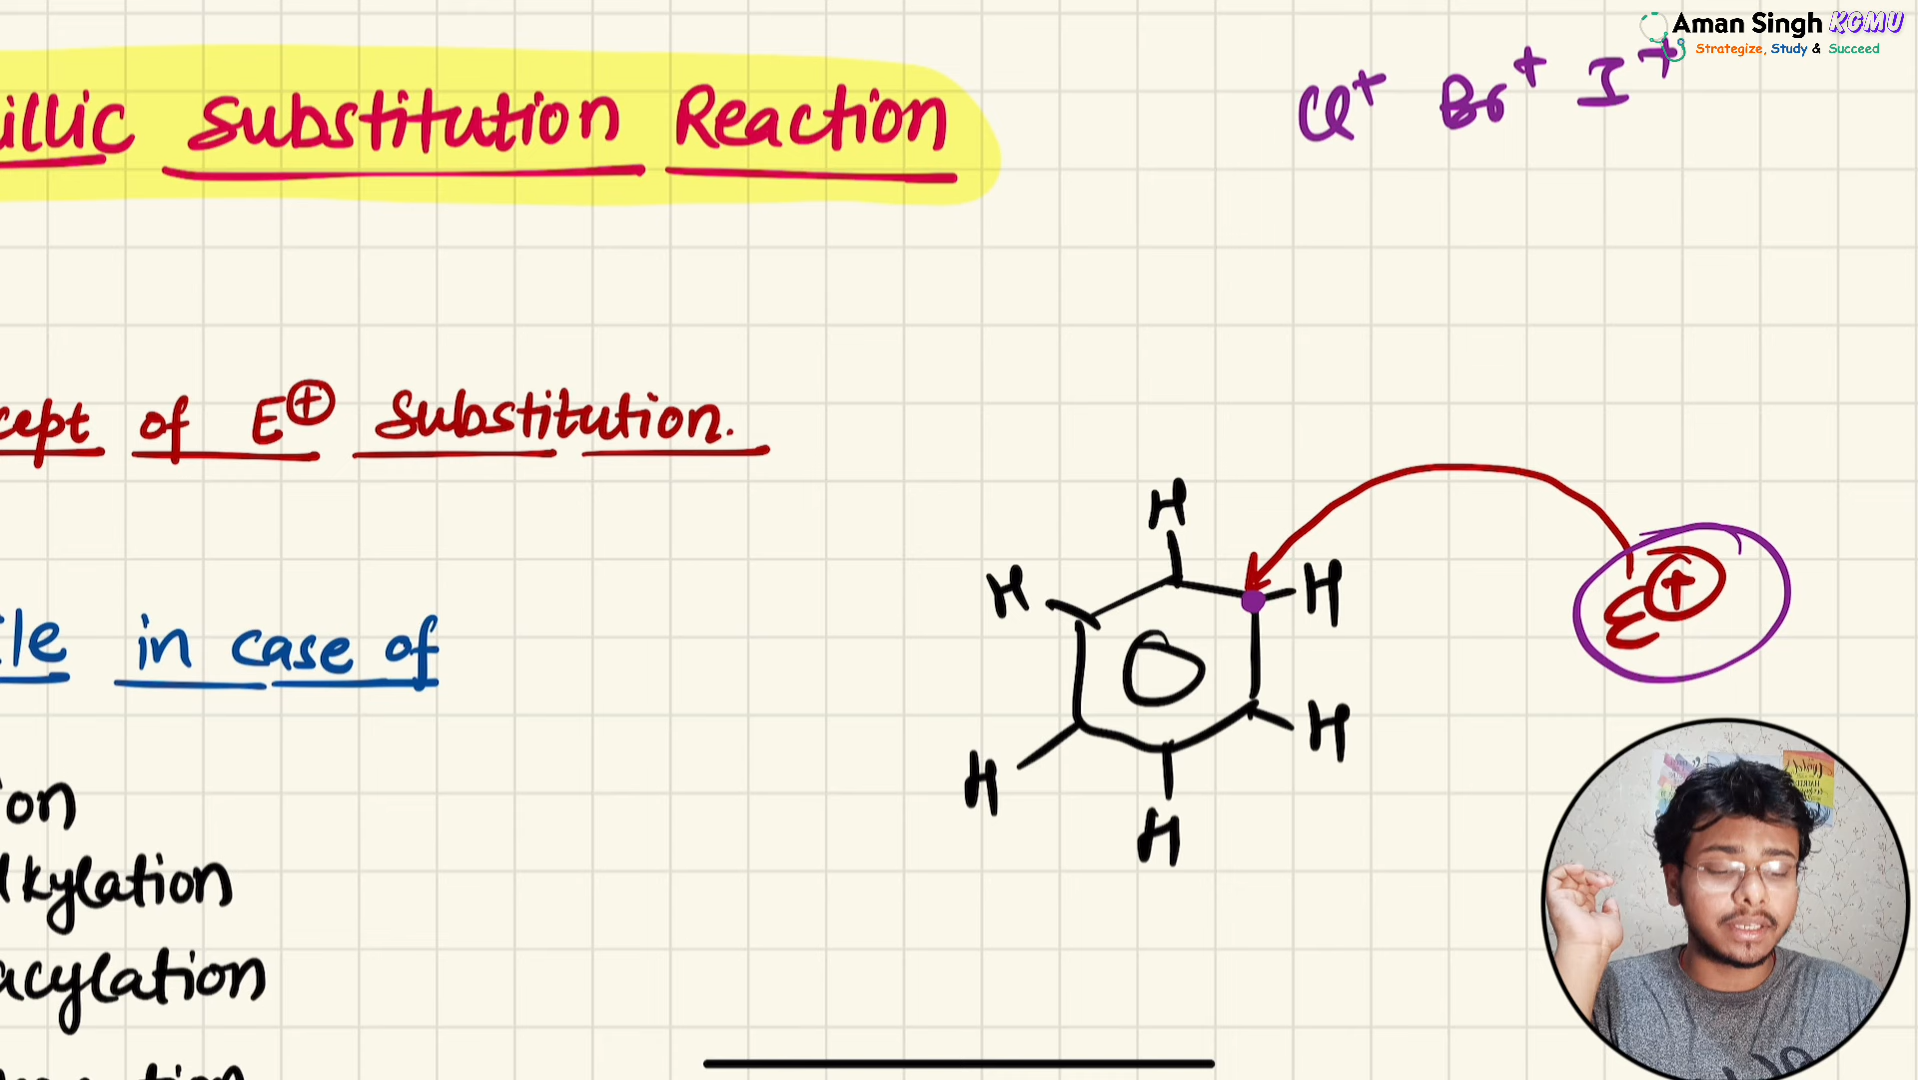 Aman Singh KGMU
Strategize, Study & Succeed
illic Substitution Reaction
Cl+ Br+ I+
cept of E⊕ Substitution.
H
H
H
E⊕
le in case of
H
H
H
on
lkylation
acylation